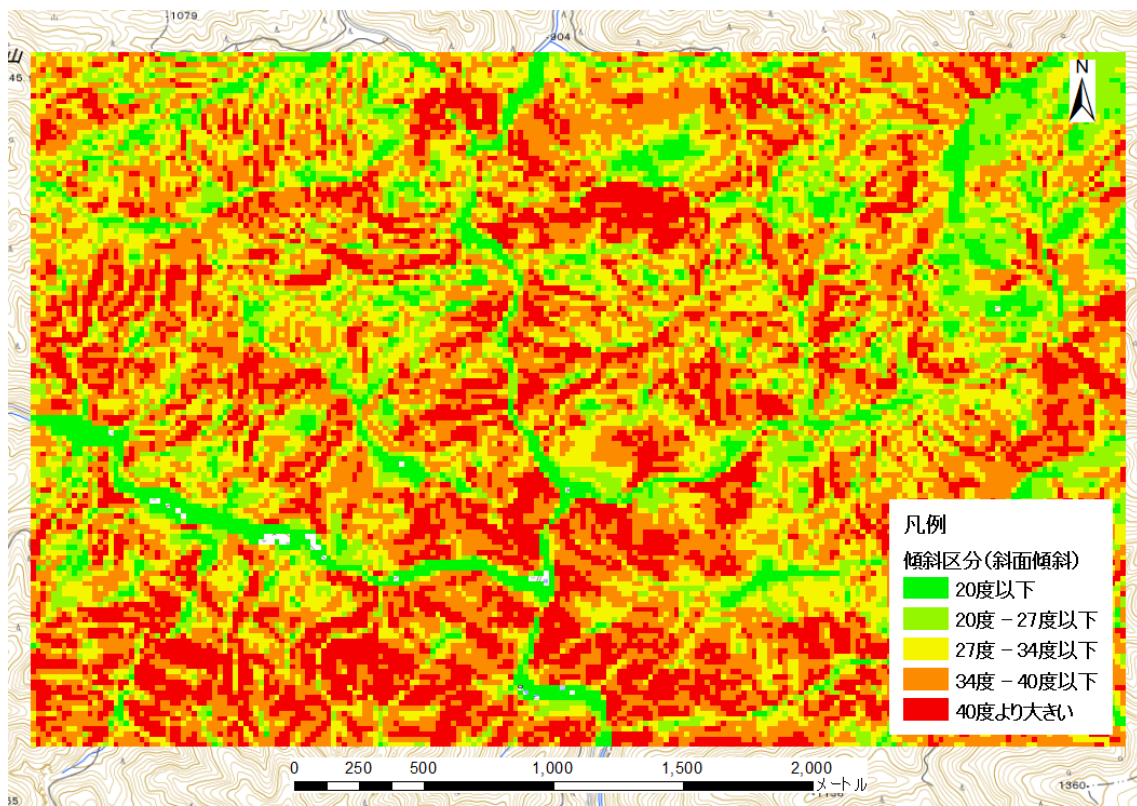 1079
904
山
45
N
凡例
傾斜区分(斜面傾斜)
20度以下
20度 - 27度以下
27度 - 34度以下
34度 - 40度以下
40度より大きい
0 250 500 1,000 1,500 2,000
メートル
1360